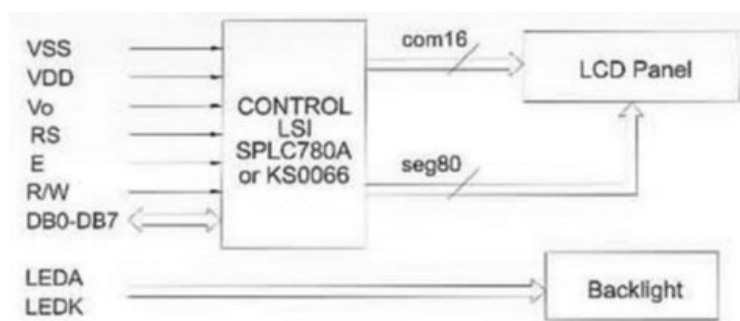 VSS
VDD
Vo
RS
E
R/W
DB0-DB7
LEDA
LEDK
CONTROL
LSI
SPLC780A
or KS0066
com16
seg80
LCD Panel
Backlight